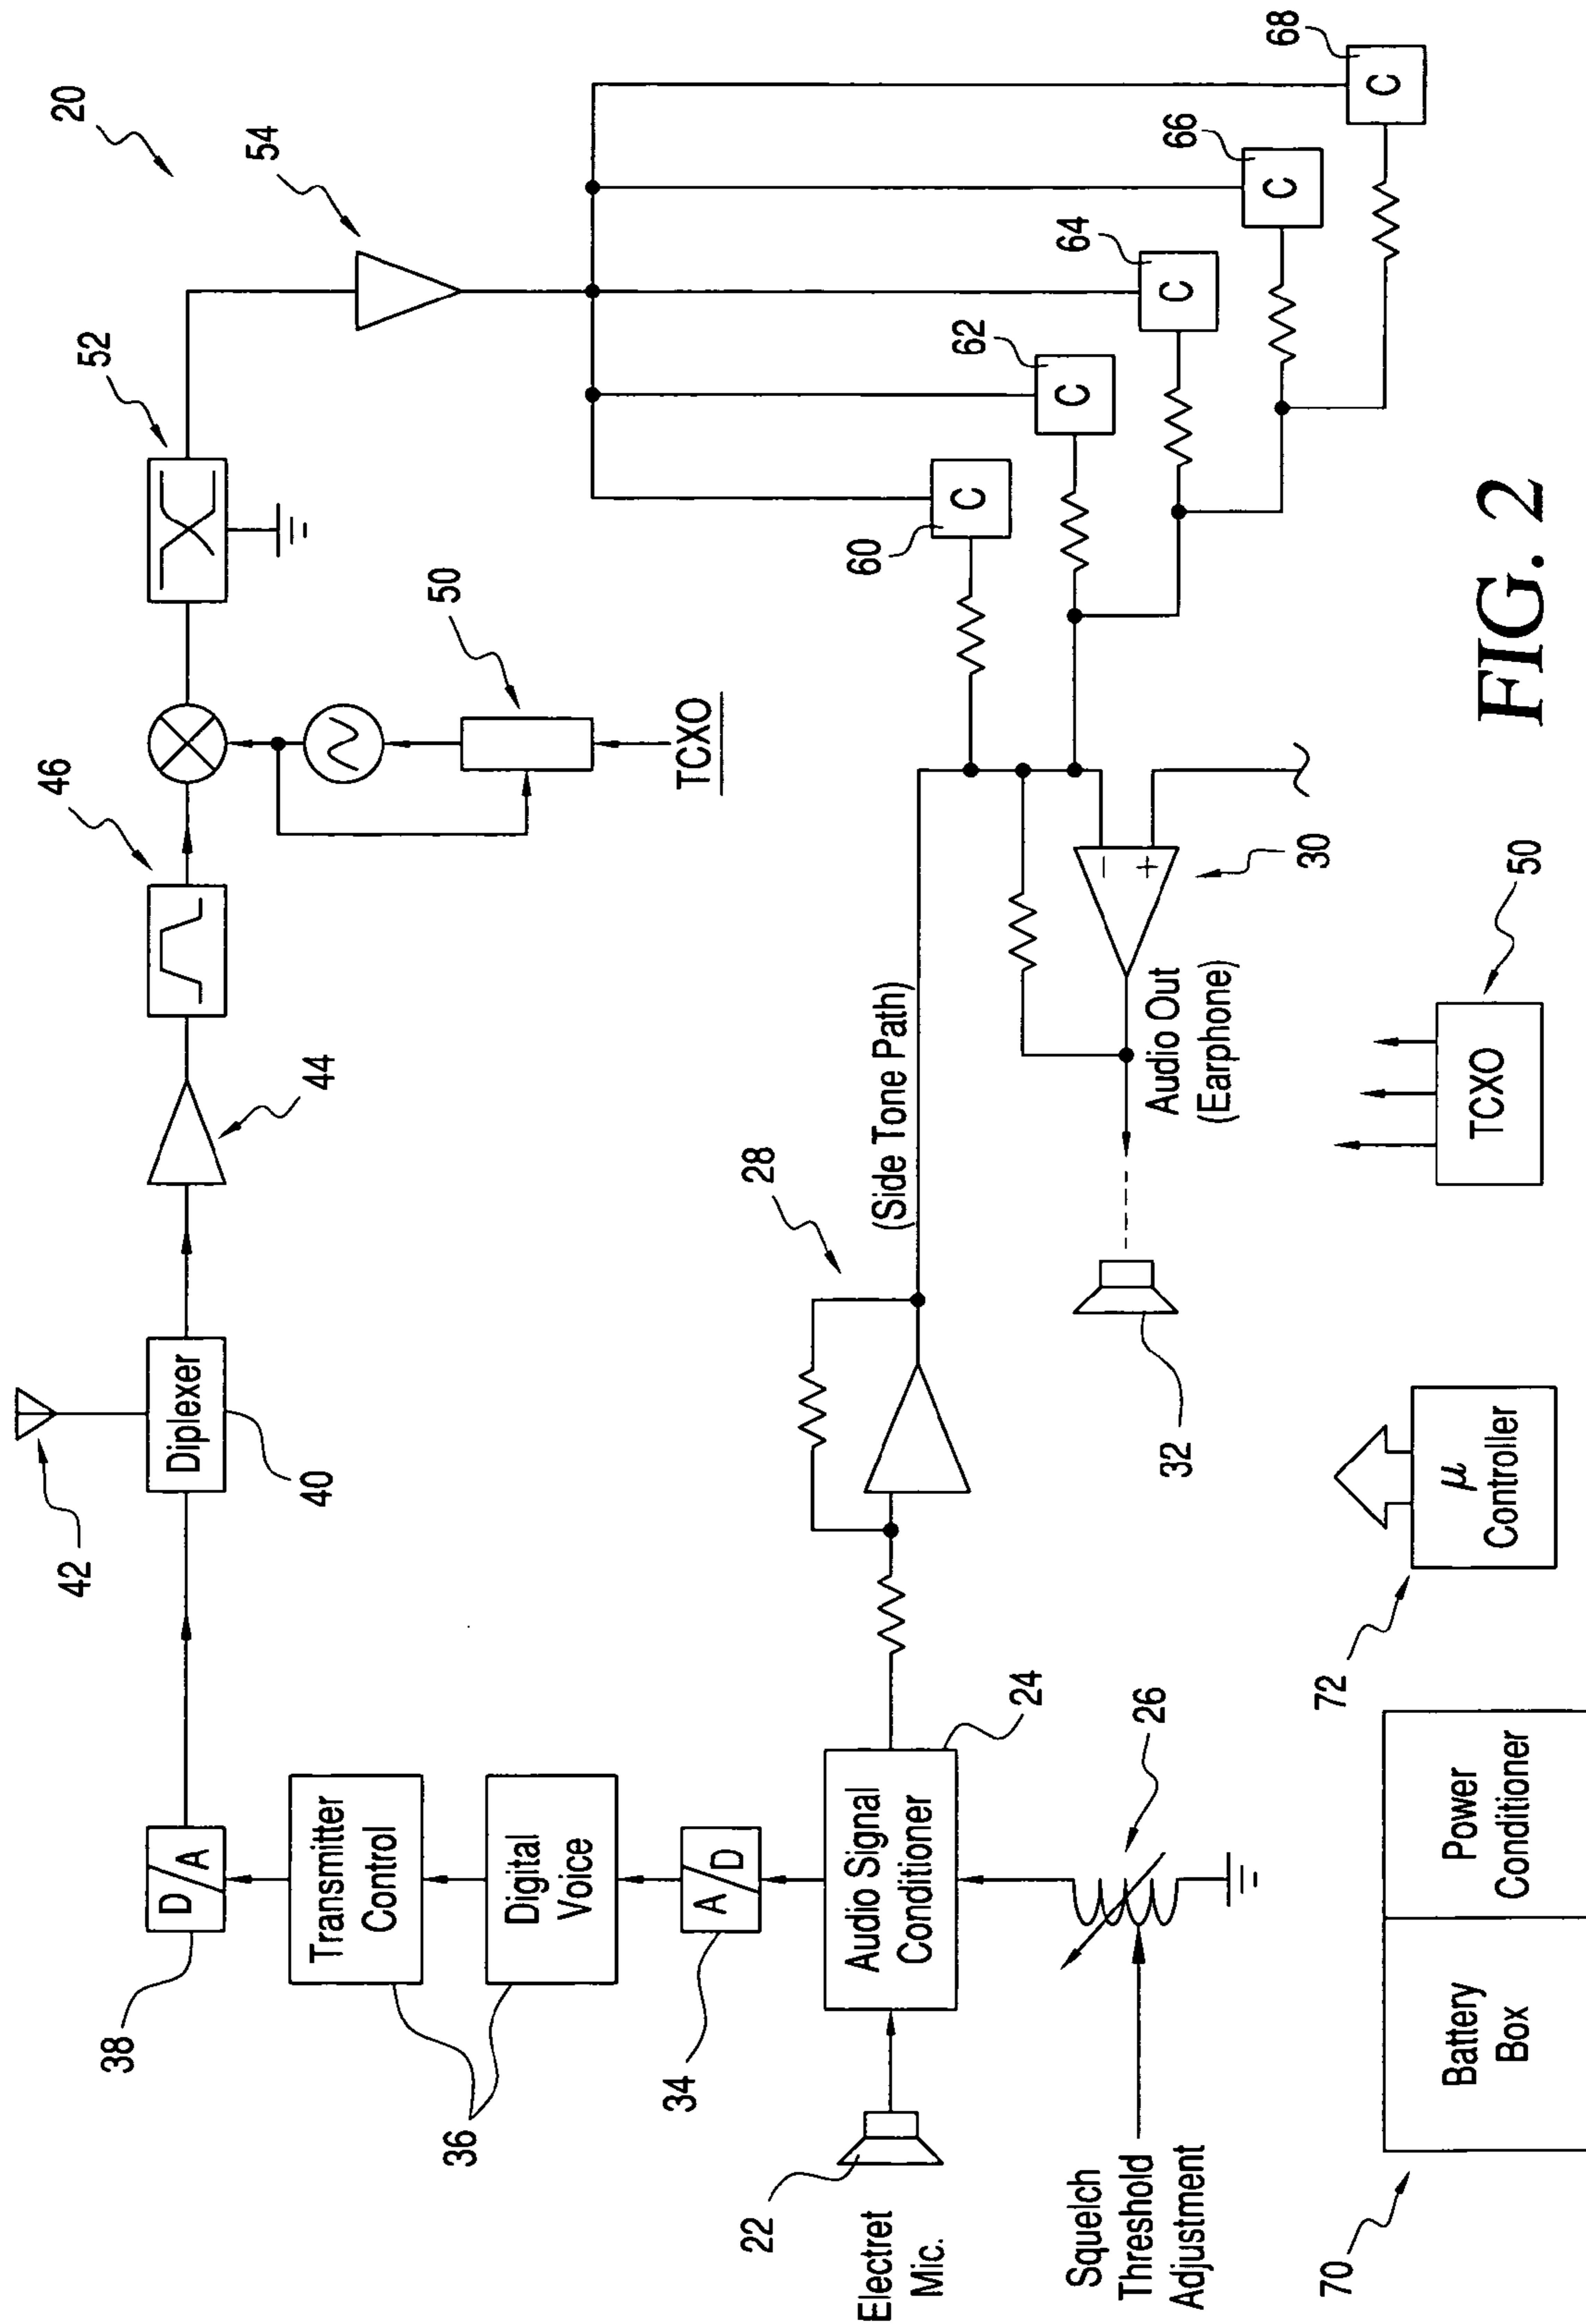 20
42
Diplexer
40
44
46
52
54
38
D/A
Transmitter
Control
36
Digital
Voice
34
A/D
50
TCXO
22
Electret
Mic.
Audio Signal
Conditioner
24
28
(Side Tone Path)
60
C
62
C
64
C
66
C
68
C
Squelch
Threshold
Adjustment
26
32
Audio Out
(Earphone)
−
+
30
70
Battery
Box
Power
Conditioner
72
μ
Controller
TCXO
50
FIG. 2